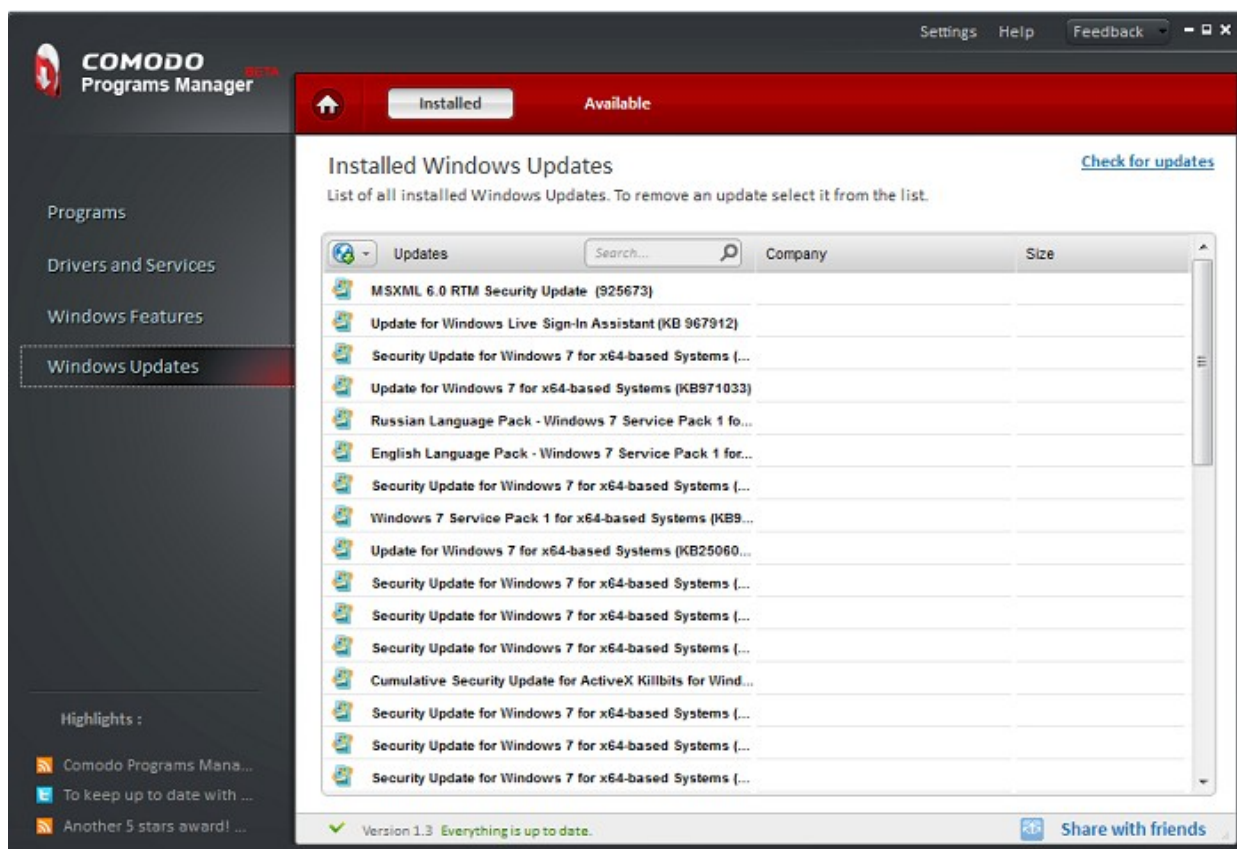 Settings Help Feedback
COMODO
BETA
Programs Manager
Installed Available
Installed Windows Updates
Check for updates
List of all installed Windows Updates. To remove an update select it from the list.
Programs
Drivers and Services
Windows Features
Windows Updates
Updates Search... Company Size
MSXML 6.0 RTM Security Update (925673)
Update for Windows Live Sign-In Assistant (KB 967912)
Security Update for Windows 7 for x64-based Systems (...
Update for Windows 7 for x64-based Systems (KB971033)
Russian Language Pack - Windows 7 Service Pack 1 fo...
English Language Pack - Windows 7 Service Pack 1 for...
Security Update for Windows 7 for x64-based Systems (...
Windows 7 Service Pack 1 for x64-based Systems (KB9...
Update for Windows 7 for x64-based Systems (KB25060...
Security Update for Windows 7 for x64-based Systems (...
Security Update for Windows 7 for x64-based Systems (...
Security Update for Windows 7 for x64-based Systems (...
Cumulative Security Update for ActiveX Killbits for Wind...
Security Update for Windows 7 for x64-based Systems (...
Security Update for Windows 7 for x64-based Systems (...
Security Update for Windows 7 for x64-based Systems (...
Highlights :
Comodo Programs Mana...
To keep up to date with ...
Another 5 stars award! ...
Version 1.3 Everything is up to date.
Share with friends